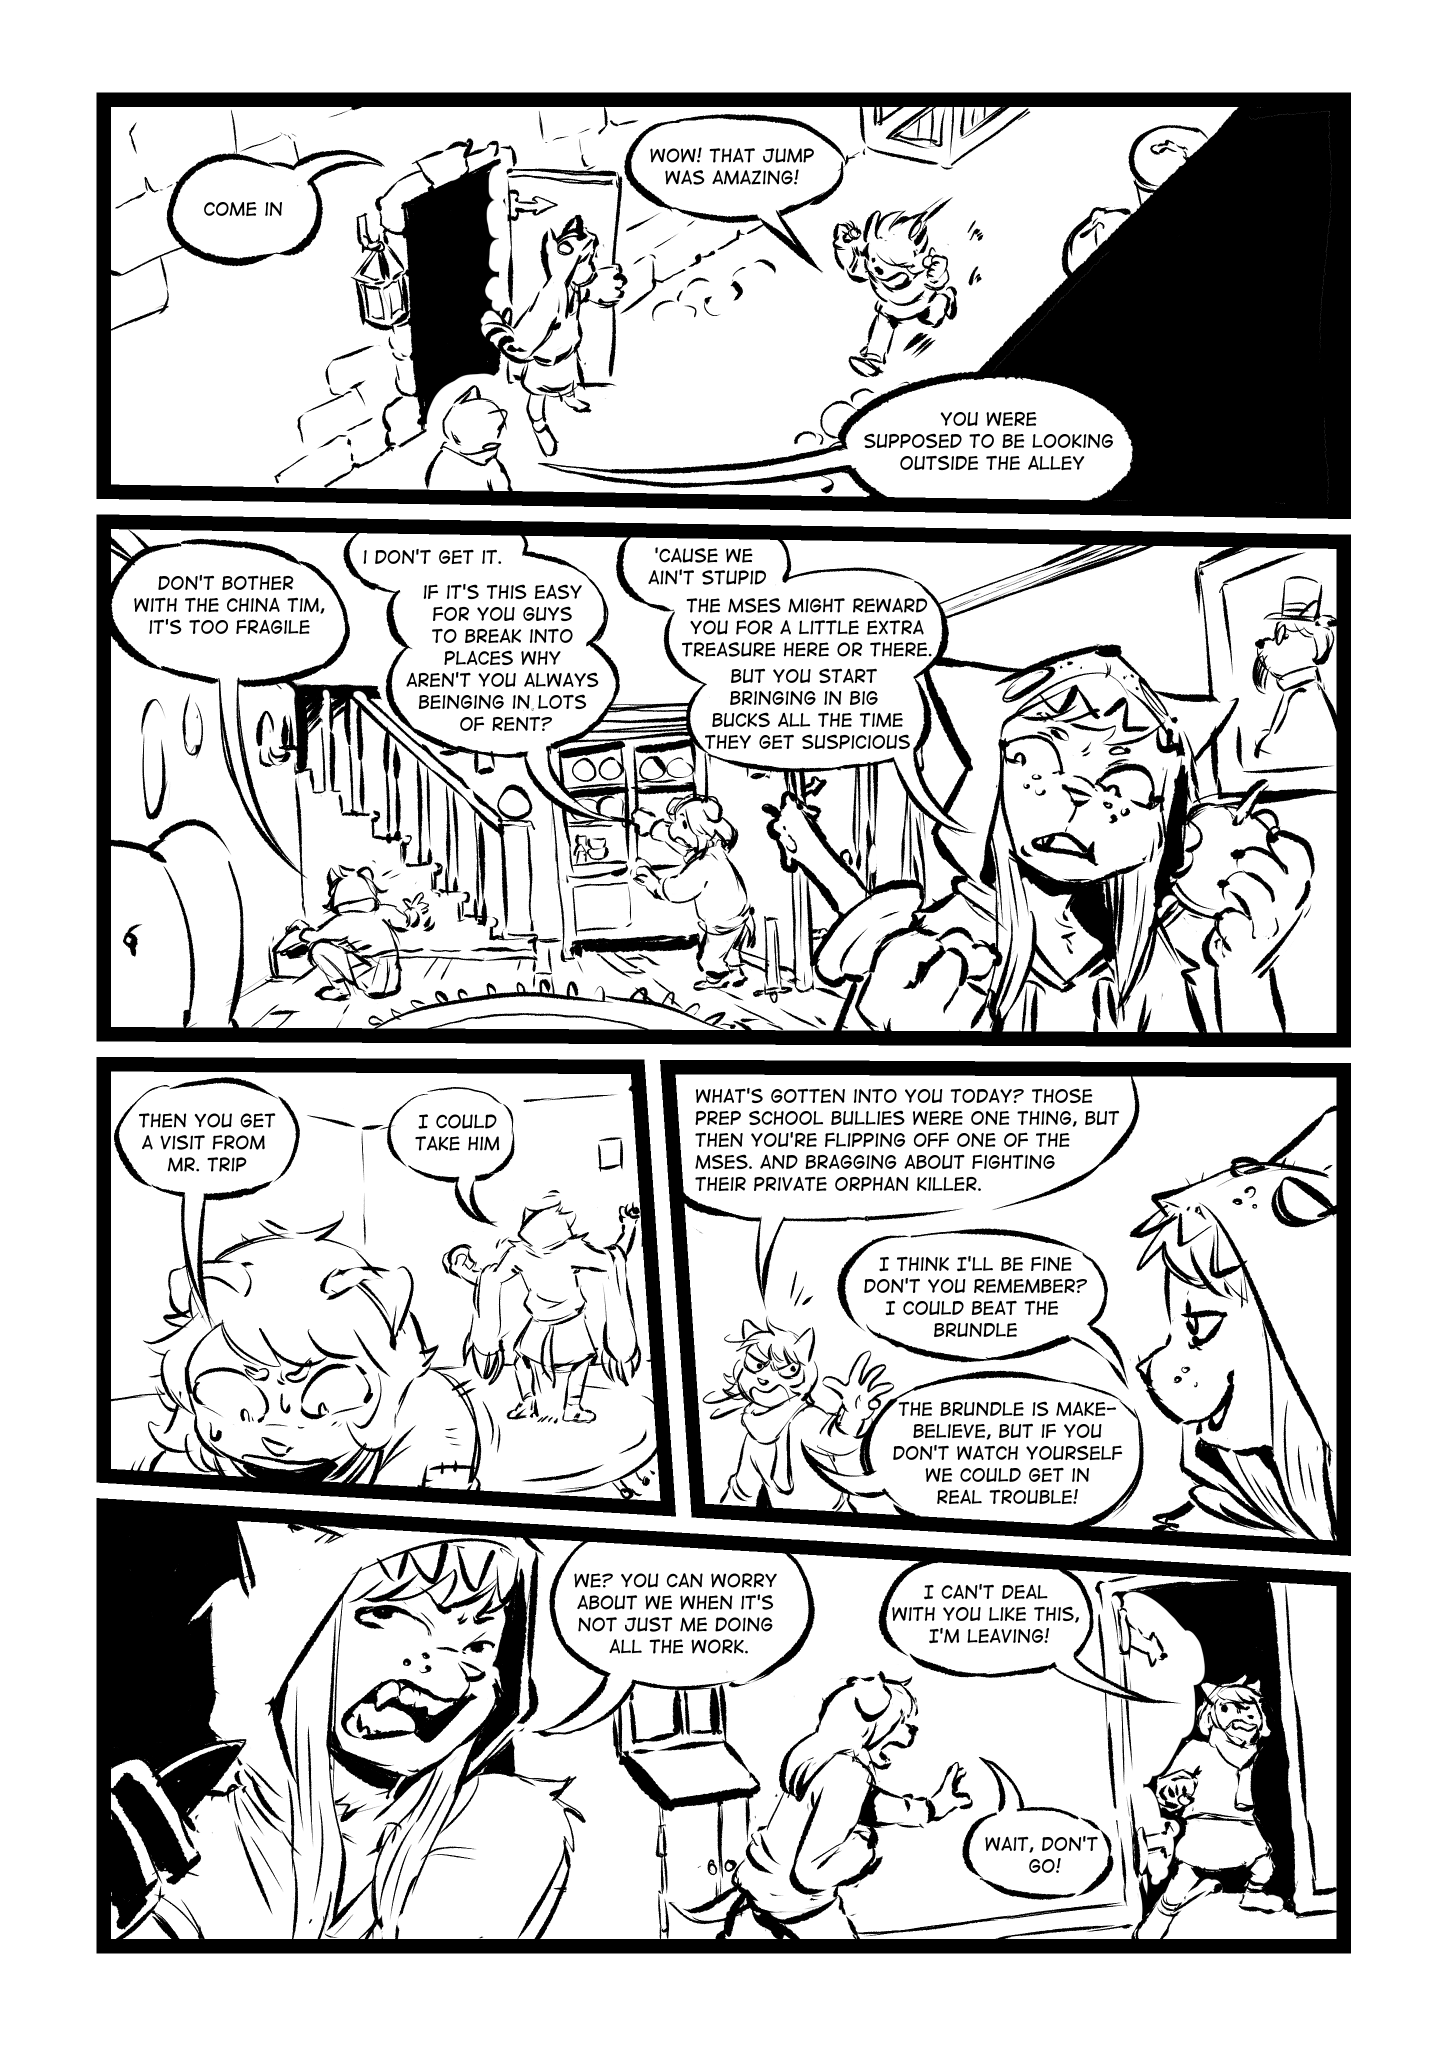 COME IN
WOW! THAT JUMP
WAS AMAZING!
YOU WERE
SUPPOSED TO BE LOOKING
OUTSIDE THE ALLEY
DON'T BOTHER
WITH THE CHINA TIM,
IT'S TOO FRAGILE
I DON'T GET IT.
IF IT'S THIS EASY
FOR YOU GUYS
TO BREAK INTO
PLACES WHY
AREN'T YOU ALWAYS
BEINGING IN LOTS
OF RENT?
'CAUSE WE
AIN'T STUPID
THE MSES MIGHT REWARD
YOU FOR A LITTLE EXTRA
TREASURE HERE OR THERE.
BUT YOU START
BRINGING IN BIG
BUCKS ALL THE TIME
THEY GET SUSPICIOUS
THEN YOU GET
A VISIT FROM
MR. TRIP
I COULD
TAKE HIM
WHAT'S GOTTEN INTO YOU TODAY? THOSE
PREP SCHOOL BULLIES WERE ONE THING, BUT
THEN YOU'RE FLIPPING OFF ONE OF THE
MSES. AND BRAGGING ABOUT FIGHTING
THEIR PRIVATE ORPHAN KILLER.
I THINK I'LL BE FINE
DON'T YOU REMEMBER?
I COULD BEAT THE
BRUNDLE
THE BRUNDLE IS MAKE-
BELIEVE, BUT IF YOU
DON'T WATCH YOURSELF
WE COULD GET IN
REAL TROUBLE!
WE? YOU CAN WORRY
ABOUT WE WHEN IT'S
NOT JUST ME DOING
ALL THE WORK.
I CAN'T DEAL
WITH YOU LIKE THIS,
I'M LEAVING!
WAIT, DON'T
GO!